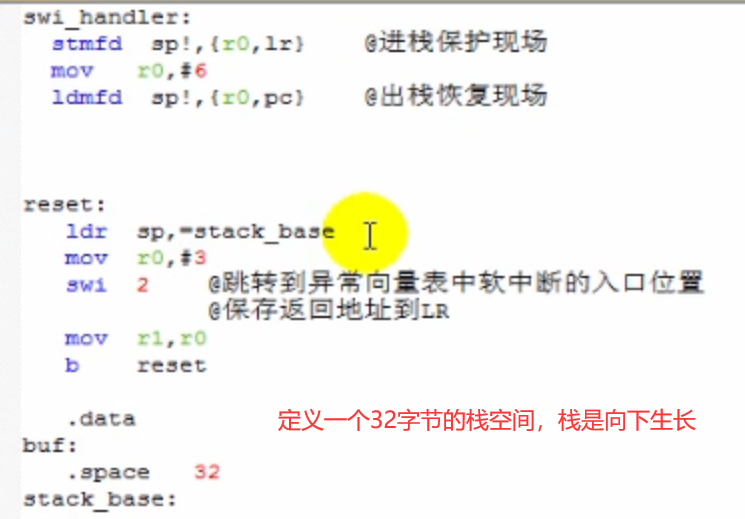 swi_handler:
stmfd sp!,{r0,lr} @进栈保护现场
mov r0,#6
ldmfd sp!,{r0,pc} @出栈恢复现场
reset:
ldr sp,=stack_base
mov r0,#3
swi 2 @跳转到异常向量表中软中断的入口位置
@保存返回地址到LR
mov r1,r0
b reset
.data 定义一个32字节的栈空间，栈是向下生长
buf:
.space 32
stack_base: